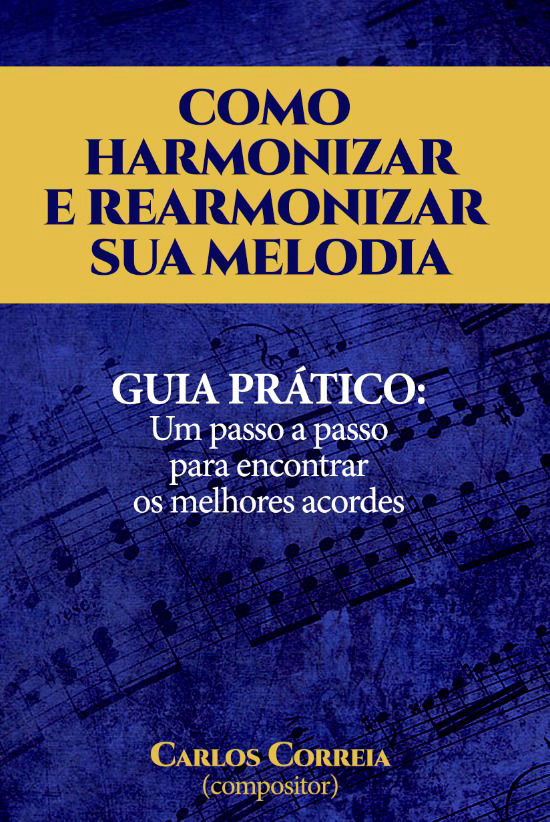 COMO
HARMONIZAR
E REARMONIZAR
SUA MELODIA
GUIA PRÁTICO:
Um passo a passo
para encontrar
os melhores acordes
CARLOS CORREIA
(compositor)